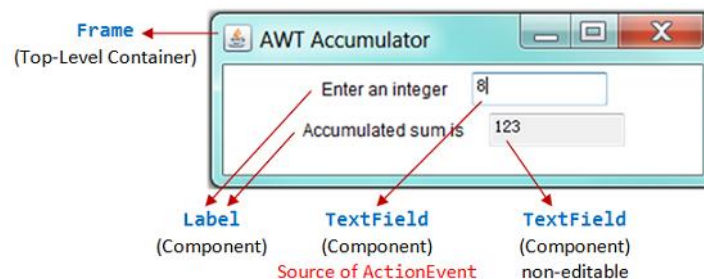 Frame
(Top-Level Container)
AWT Accumulator
Enter an integer 8
Accumulated sum is 123
Label TextField TextField
(Component) (Component) (Component)
Source of ActionEvent non-editable